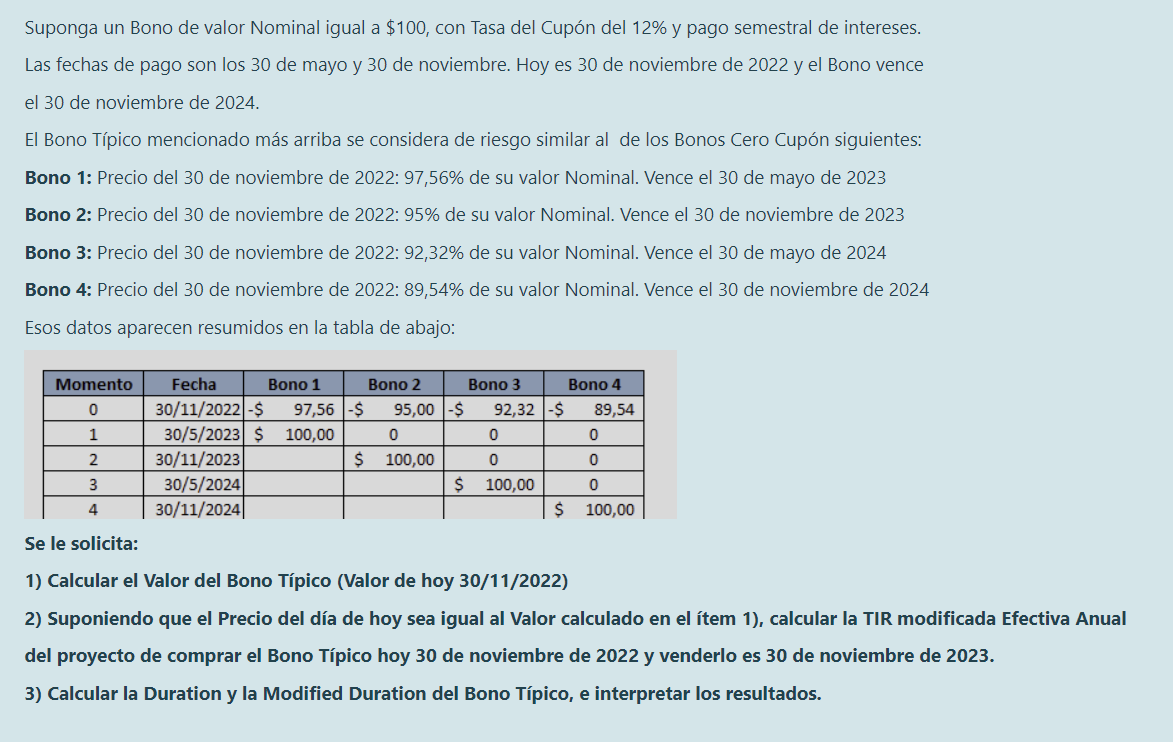 Suponga un Bono de valor Nominal igual a $100, con Tasa del Cupón del 12% y pago semestral de intereses.
Las fechas de pago son los 30 de mayo y 30 de noviembre. Hoy es 30 de noviembre de 2022 y el Bono vence
el 30 de noviembre de 2024.
El Bono Típico mencionado más arriba se considera de riesgo similar al de los Bonos Cero Cupón siguientes:
Bono 1: Precio del 30 de noviembre de 2022: 97,56% de su valor Nominal. Vence el 30 de mayo de 2023
Bono 2: Precio del 30 de noviembre de 2022: 95% de su valor Nominal. Vence el 30 de noviembre de 2023
Bono 3: Precio del 30 de noviembre de 2022: 92,32% de su valor Nominal. Vence el 30 de mayo de 2024
Bono 4: Precio del 30 de noviembre de 2022: 89,54% de su valor Nominal. Vence el 30 de noviembre de 2024
Esos datos aparecen resumidos en la tabla de abajo:
Momento Fecha Bono 1 Bono 2 Bono 3 Bono 4
0 30/11/2022 -$ 97,56 -$ 95,00 -$ 92,32 -$ 89,54
1 30/5/2023 $ 100,00 0 0 0
2 30/11/2023 $ 100,00 0 0
3 30/5/2024 $ 100,00 0
4 30/11/2024 $ 100,00
Se le solicita:
1) Calcular el Valor del Bono Típico (Valor de hoy 30/11/2022)
2) Suponiendo que el Precio del día de hoy sea igual al Valor calculado en el ítem 1), calcular la TIR modificada Efectiva Anual
del proyecto de comprar el Bono Típico hoy 30 de noviembre de 2022 y venderlo es 30 de noviembre de 2023.
3) Calcular la Duration y la Modified Duration del Bono Típico, e interpretar los resultados.